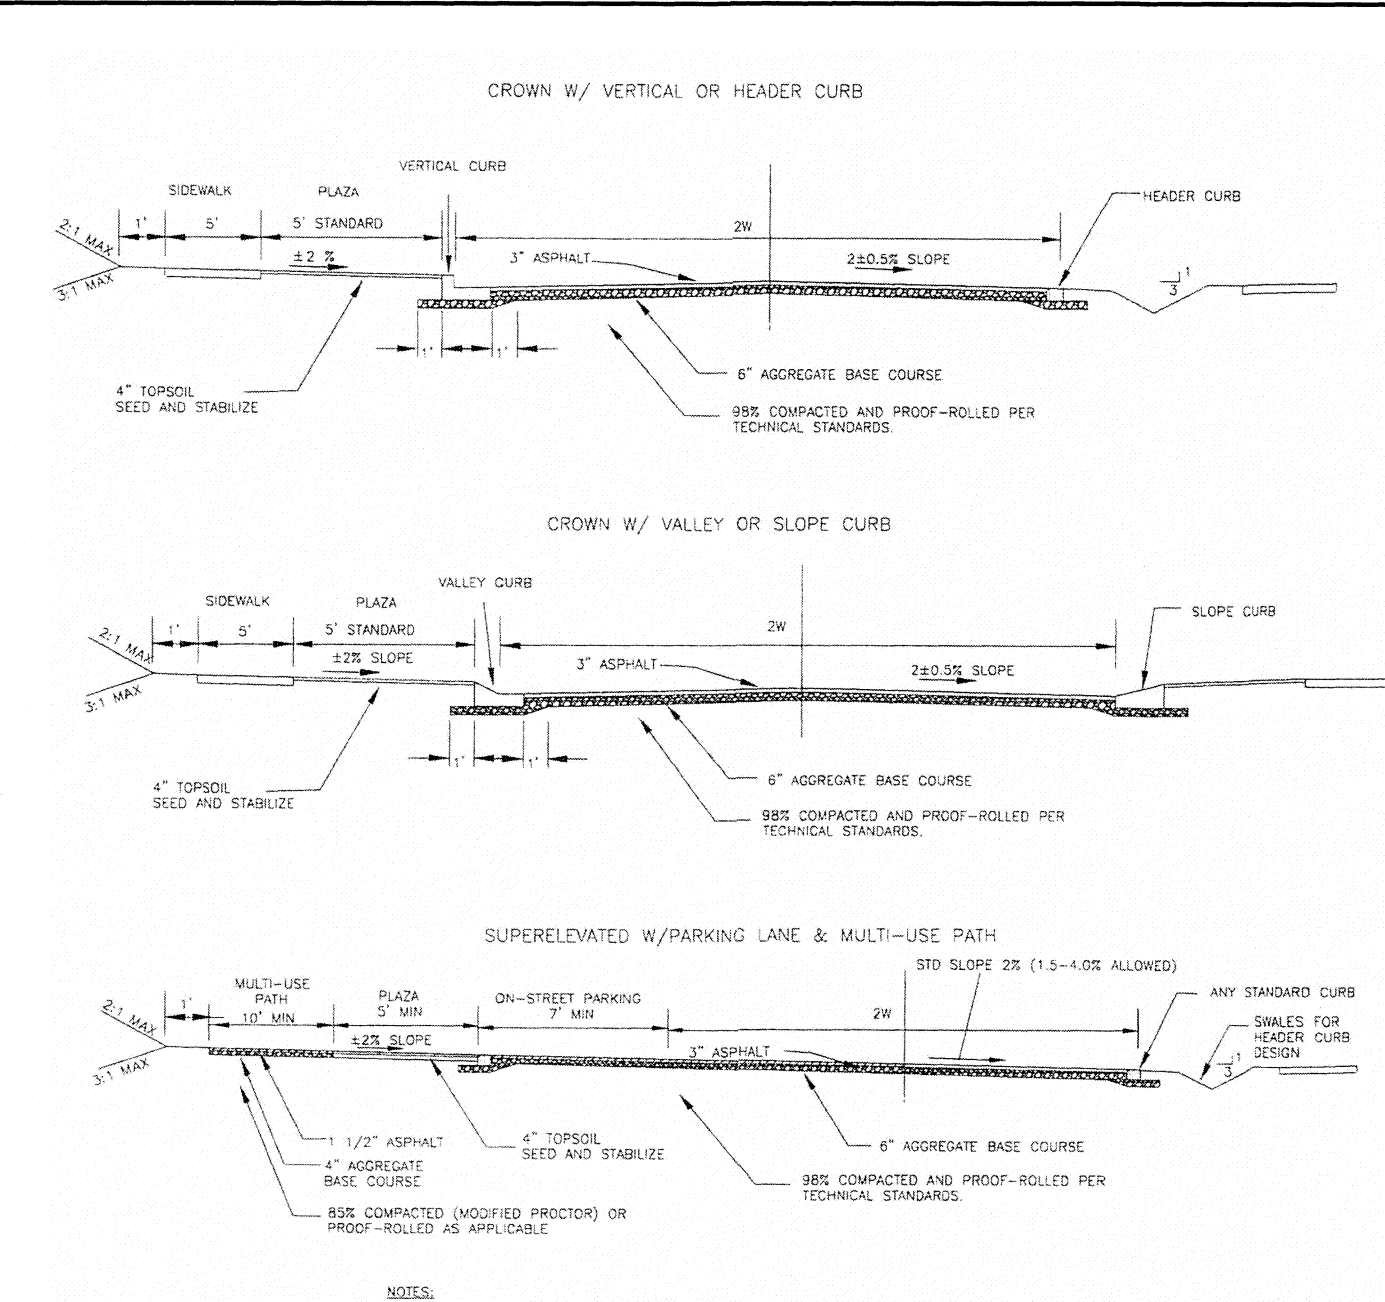 CROWN W/ VERTICAL OR HEADER CURB
VERTICAL CURB
SIDEWALK
PLAZA
HEADER CURB
2:1 MAX
1'
5'
5' STANDARD
2W
±2 %
3" ASPHALT
2±0.5% SLOPE
3:1 MAX
1
3
1'
1'
6" AGGREGATE BASE COURSE
4" TOPSOIL
SEED AND STABILIZE
98% COMPACTED AND PROOF-ROLLED PER
TECHNICAL STANDARDS.
CROWN W/ VALLEY OR SLOPE CURB
VALLEY CURB
SIDEWALK
PLAZA
SLOPE CURB
2:1 MAX
1'
5'
5' STANDARD
2W
±2% SLOPE
3" ASPHALT
2±0.5% SLOPE
3:1 MAX
1'
1'
6" AGGREGATE BASE COURSE
4" TOPSOIL
SEED AND STABILIZE
98% COMPACTED AND PROOF-ROLLED PER
TECHNICAL STANDARDS.
SUPERELEVATED W/PARKING LANE & MULTI-USE PATH
STD SLOPE 2% (1.5-4.0% ALLOWED)
MULTI-USE
PATH
10' MIN
PLAZA
5' MIN
ON-STREET PARKING
7' MIN
ANY STANDARD CURB
2:1 MAX
1'
2W
SWALES FOR
HEADER CURB
DESIGN
±2% SLOPE
3" ASPHALT
1
3
3:1 MAX
1 1/2" ASPHALT
4" TOPSOIL
SEED AND STABILIZE
6" AGGREGATE BASE COURSE
4" AGGREGATE
BASE COURSE
98% COMPACTED AND PROOF-ROLLED PER
TECHNICAL STANDARDS.
85% COMPACTED (MODIFIED PROCTOR) OR
PROOF-ROLLED AS APPLICABLE
NOTES: